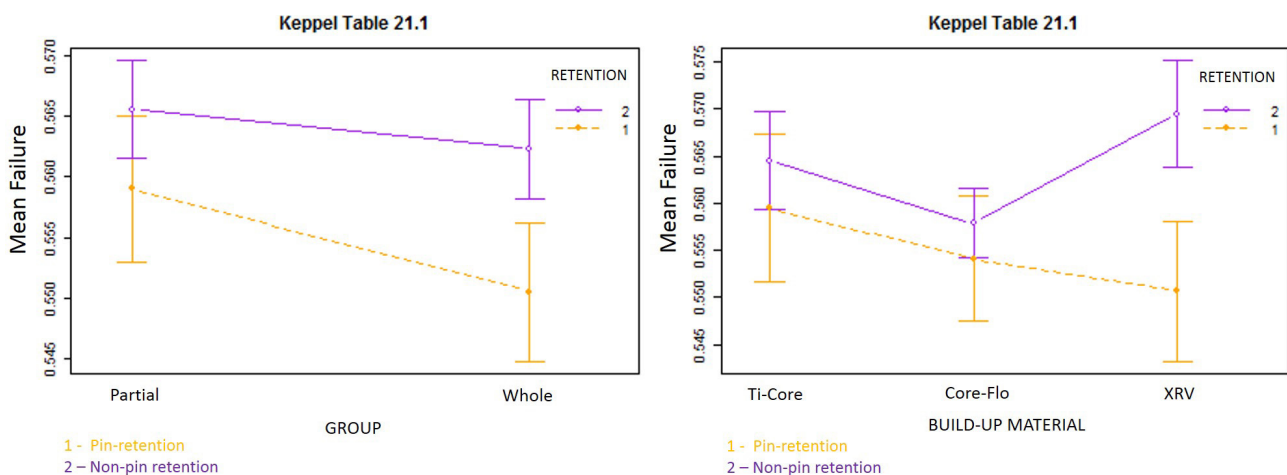 Keppel Table 21.1
Mean Failure
0.570
0.565
0.560
0.555
0.550
0.545
RETENTION
2
1
Partial
Whole
GROUP
1 - Pin-retention
2 – Non-pin retention
Keppel Table 21.1
Mean Failure
0.575
0.570
0.565
0.560
0.555
0.550
0.545
RETENTION
2
1
Ti-Core
Core-Flo
XRV
BUILD-UP MATERIAL
1 - Pin-retention
2 – Non-pin retention